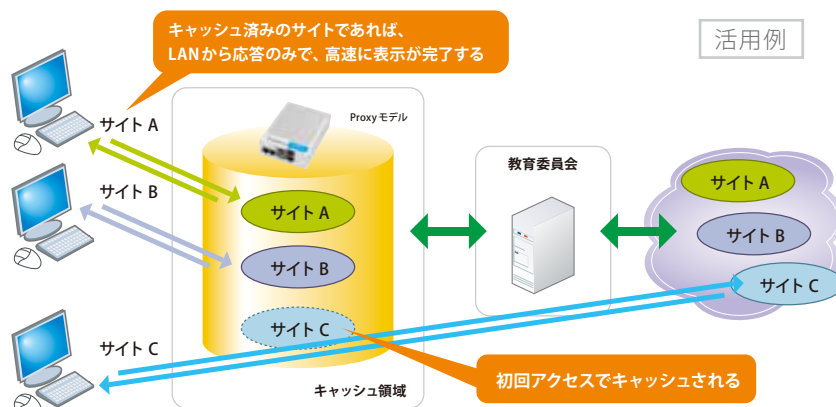 キャッシュ済みのサイトであれば、
LANから応答のみで、高速に表示が完了する
活用例
サイト A
Proxyモデル
教育委員会
サイト A
サイト A
サイト B
サイト B
サイト B
サイト C
サイト C
サイト C
初回アクセスでキャッシュされる
キャッシュ領域